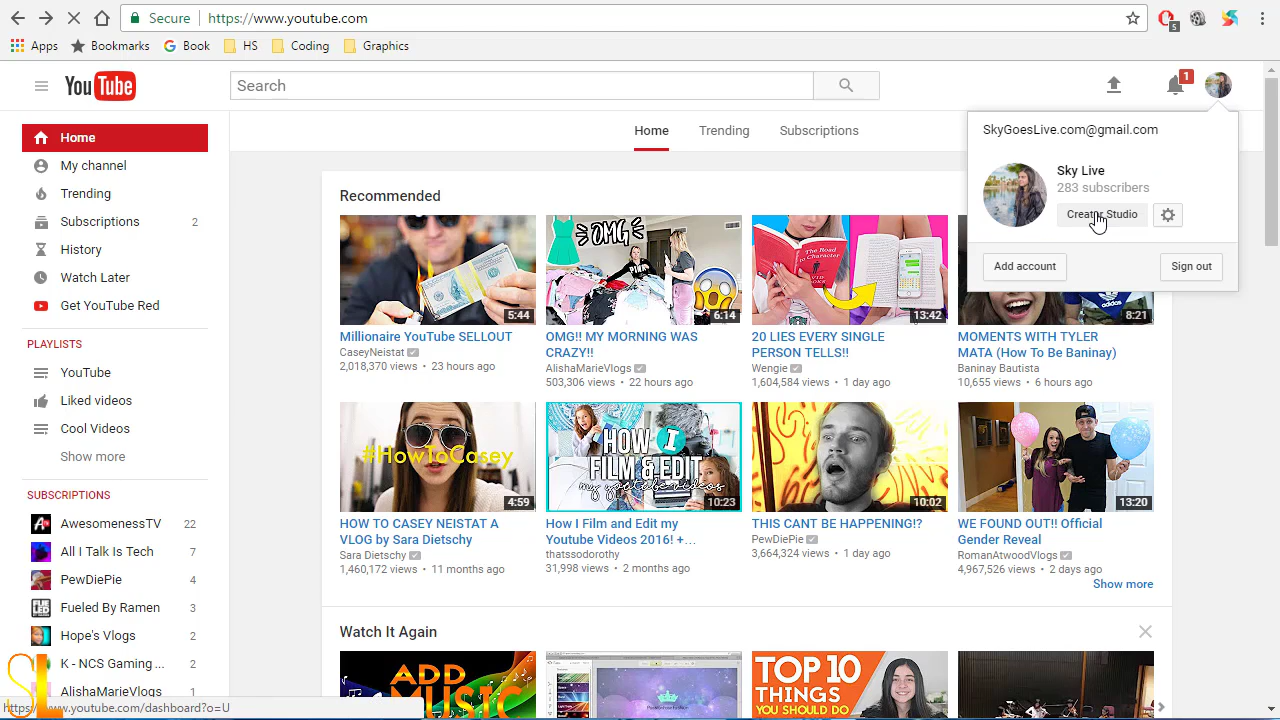 Secure
https://www.youtube.com
5
Apps
Bookmarks
Book
HS
Coding
Graphics
YouTube
Search
1
SkyGoesLive.com@gmail.com
Sky Live
283 subscribers
Creator Studio
Add account
Sign out
Home
Trending
Subscriptions
Home
My channel
Trending
Subscriptions 2
History
Watch Later
Get YouTube Red
PLAYLISTS
YouTube
Liked videos
Cool Videos
Show more
SUBSCRIPTIONS
AwesomenessTV 22
All I Talk Is Tech 7
PewDiePie 4
Fueled By Ramen 3
Hope's Vlogs 2
K - NCS Gaming ... 2
AlishaMarieVlogs 1
SL
https://www.youtube.com/dashboard?o=U
Recommended
5:44
Millionaire YouTube SELLOUT
CaseyNeistat
2,018,370 views • 23 hours ago
OMG
6:14
OMG!! MY MORNING WAS
CRAZY!!
AlishaMarieVlogs
503,306 views • 22 hours ago
The Road
to Character
13:42
20 LIES EVERY SINGLE
PERSON TELLS!!
Wengie
1,604,584 views • 1 day ago
adidas
8:21
MOMENTS WITH TYLER
MATA (How To Be Baninay)
Baninay Bautista
10,655 views • 6 hours ago
#HowToCasey
4:59
HOW TO CASEY NEISTAT A
VLOG by Sara Dietschy
Sara Dietschy
1,460,172 views • 11 months ago
HOW I
FILM & EDIT
my youtube videos
10:23
How I Film and Edit my
Youtube Videos 2016! +...
thatssodorothy
31,998 views • 2 months ago
10:02
THIS CANT BE HAPPENING!?
PewDiePie
3,664,324 views • 1 day ago
13:20
WE FOUND OUT!! Official
Gender Reveal
RomanAtwoodVlogs
4,967,526 views • 2 days ago
Show more
Watch It Again
ADD
MUSIC
TOP 10
THINGS
YOU SHOULD DO